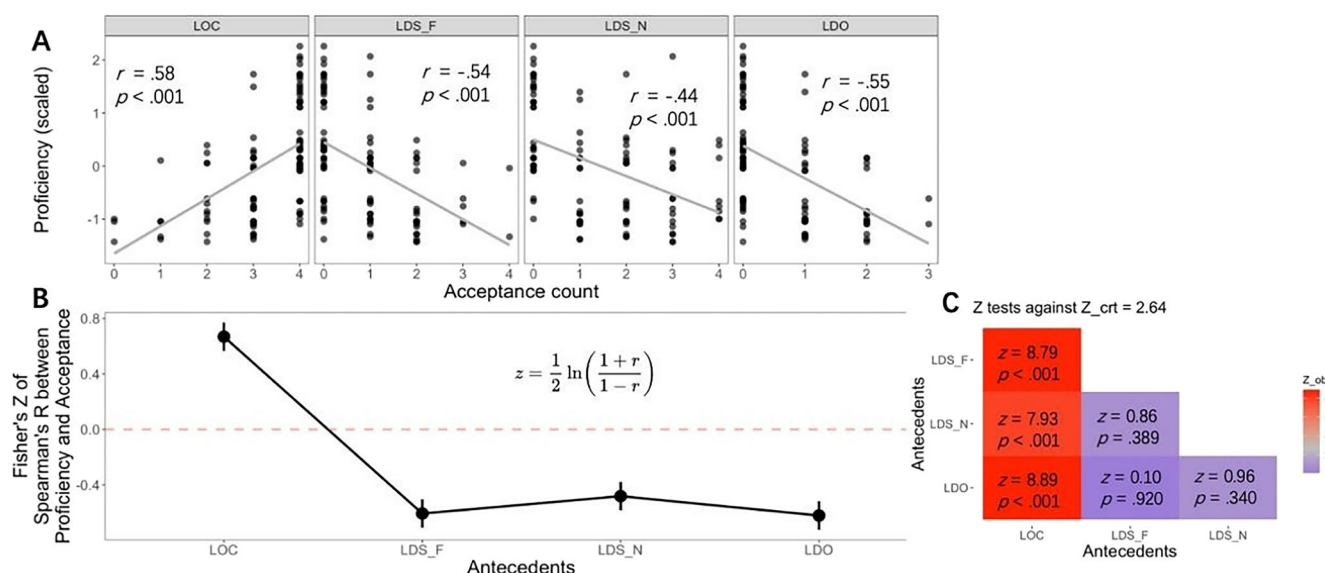 A
LOC
LDS_F
LDS_N
LDO
Proficiency (scaled)
2
1
0
-1
r = .58
p < .001
r = -.54
p < .001
r = -.44
p < .001
r = -.55
p < .001
0 1 2 3 4
0 1 2 3 4
0 1 2 3 4
0 1 2 3
Acceptance count
B
Fisher's Z of
Spearman's R between
Proficiency and Acceptance
0.8
0.4
0.0
-0.4
z = 1/2 ln(1 + r / 1 − r)
LOC LDS_F LDS_N LDO
Antecedents
C Z tests against Z_crt = 2.64
Antecedents
LDS_F
z = 8.79
p < .001
LDS_N
z = 7.93
p < .001
z = 0.86
p = .389
LDO
z = 8.89
p < .001
z = 0.10
p = .920
z = 0.96
p = .340
LOC LDS_F LDS_N
Antecedents